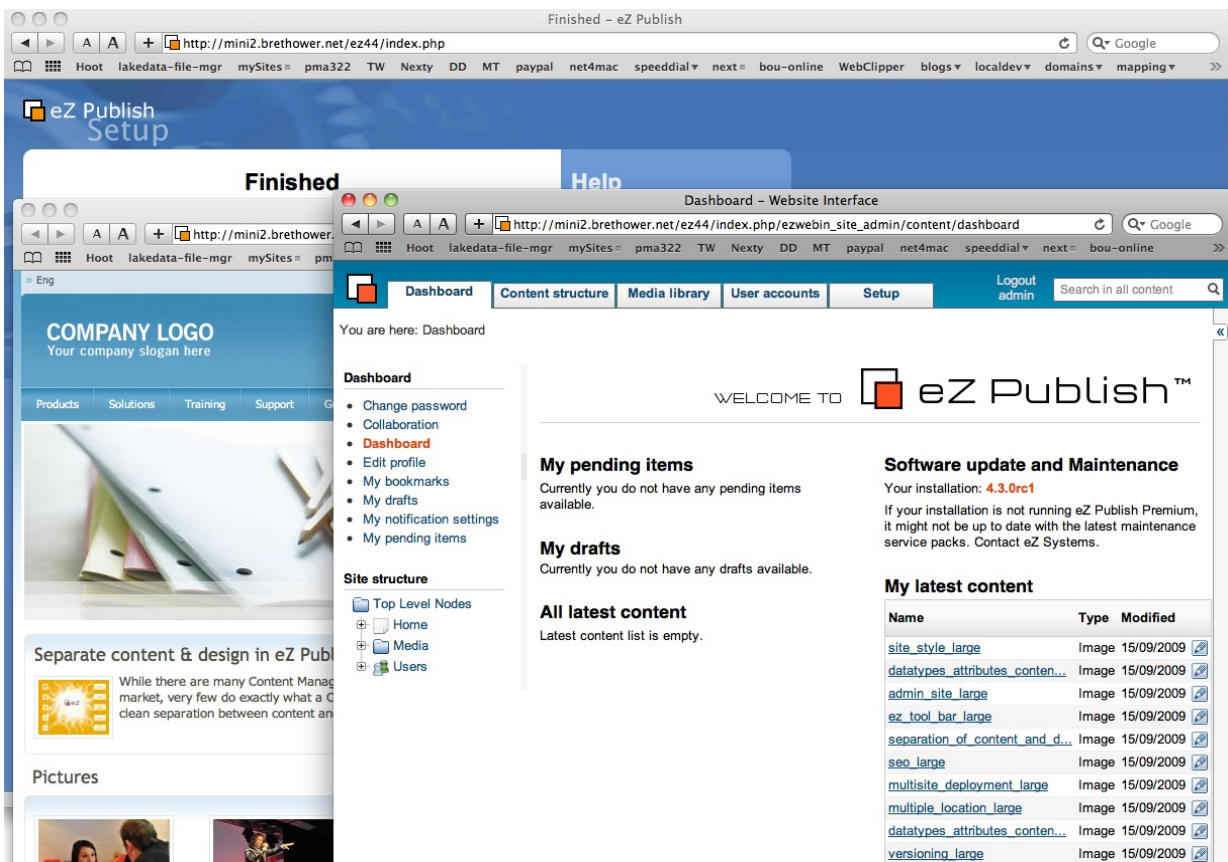 Finished – eZ Publish
A A + http://mini2.brethower.net/ez44/index.php Google
Hoot lakedata-file-mgr mySites pma322 TW Nexty DD MT paypal net4mac speeddial next bou-online WebClipper blogs localdev domains mapping
eZ Publish
Setup
Finished
Help
A A + http://mini2.brethower.
Hoot lakedata-file-mgr mySites pm
» Eng
COMPANY LOGO
Your company slogan here
Products Solutions Training Support
Separate content & design in eZ Publ
While there are many Content Manag
market, very few do exactly what a C
clean separation between content an
Pictures
Dashboard – Website Interface
A A + http://mini2.brethower.net/ez44/index.php/ezwebin_site_admin/content/dashboard Google
Hoot lakedata-file-mgr mySites pma322 TW Nexty DD MT paypal net4mac speeddial next bou-online
Dashboard Content structure Media library User accounts Setup
Logout
admin
Search in all content
You are here: Dashboard
Dashboard
Change password
Collaboration
Dashboard
Edit profile
My bookmarks
My drafts
My notification settings
My pending items
Site structure
Top Level Nodes
Home
Media
Users
WELCOME TO eZ Publish™
My pending items
Currently you do not have any pending items
available.
My drafts
Currently you do not have any drafts available.
All latest content
Latest content list is empty.
Software update and Maintenance
Your installation: 4.3.0rc1
If your installation is not running eZ Publish Premium,
it might not be up to date with the latest maintenance
service packs. Contact eZ Systems.
My latest content
Name Type Modified
site_style_large Image 15/09/2009
datatypes_attributes_conten... Image 15/09/2009
admin_site_large Image 15/09/2009
ez_tool_bar_large Image 15/09/2009
separation_of_content_and_d... Image 15/09/2009
seo_large Image 15/09/2009
multisite_deployment_large Image 15/09/2009
multiple_location_large Image 15/09/2009
datatypes_attributes_conten... Image 15/09/2009
versioning_large Image 15/09/2009